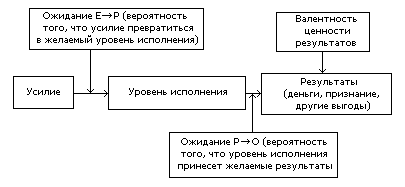 Ожидание E→P (вероятность
того, что усилие превратиться
в желаемый уровень исполнения)
Валентность
ценности
результатов
Усилие
Уровень исполнения
Результаты
(деньги, признание,
другие выгоды)
Ожидание P→O (вероятность
того, что уровень исполнения
принесет желаемые результаты